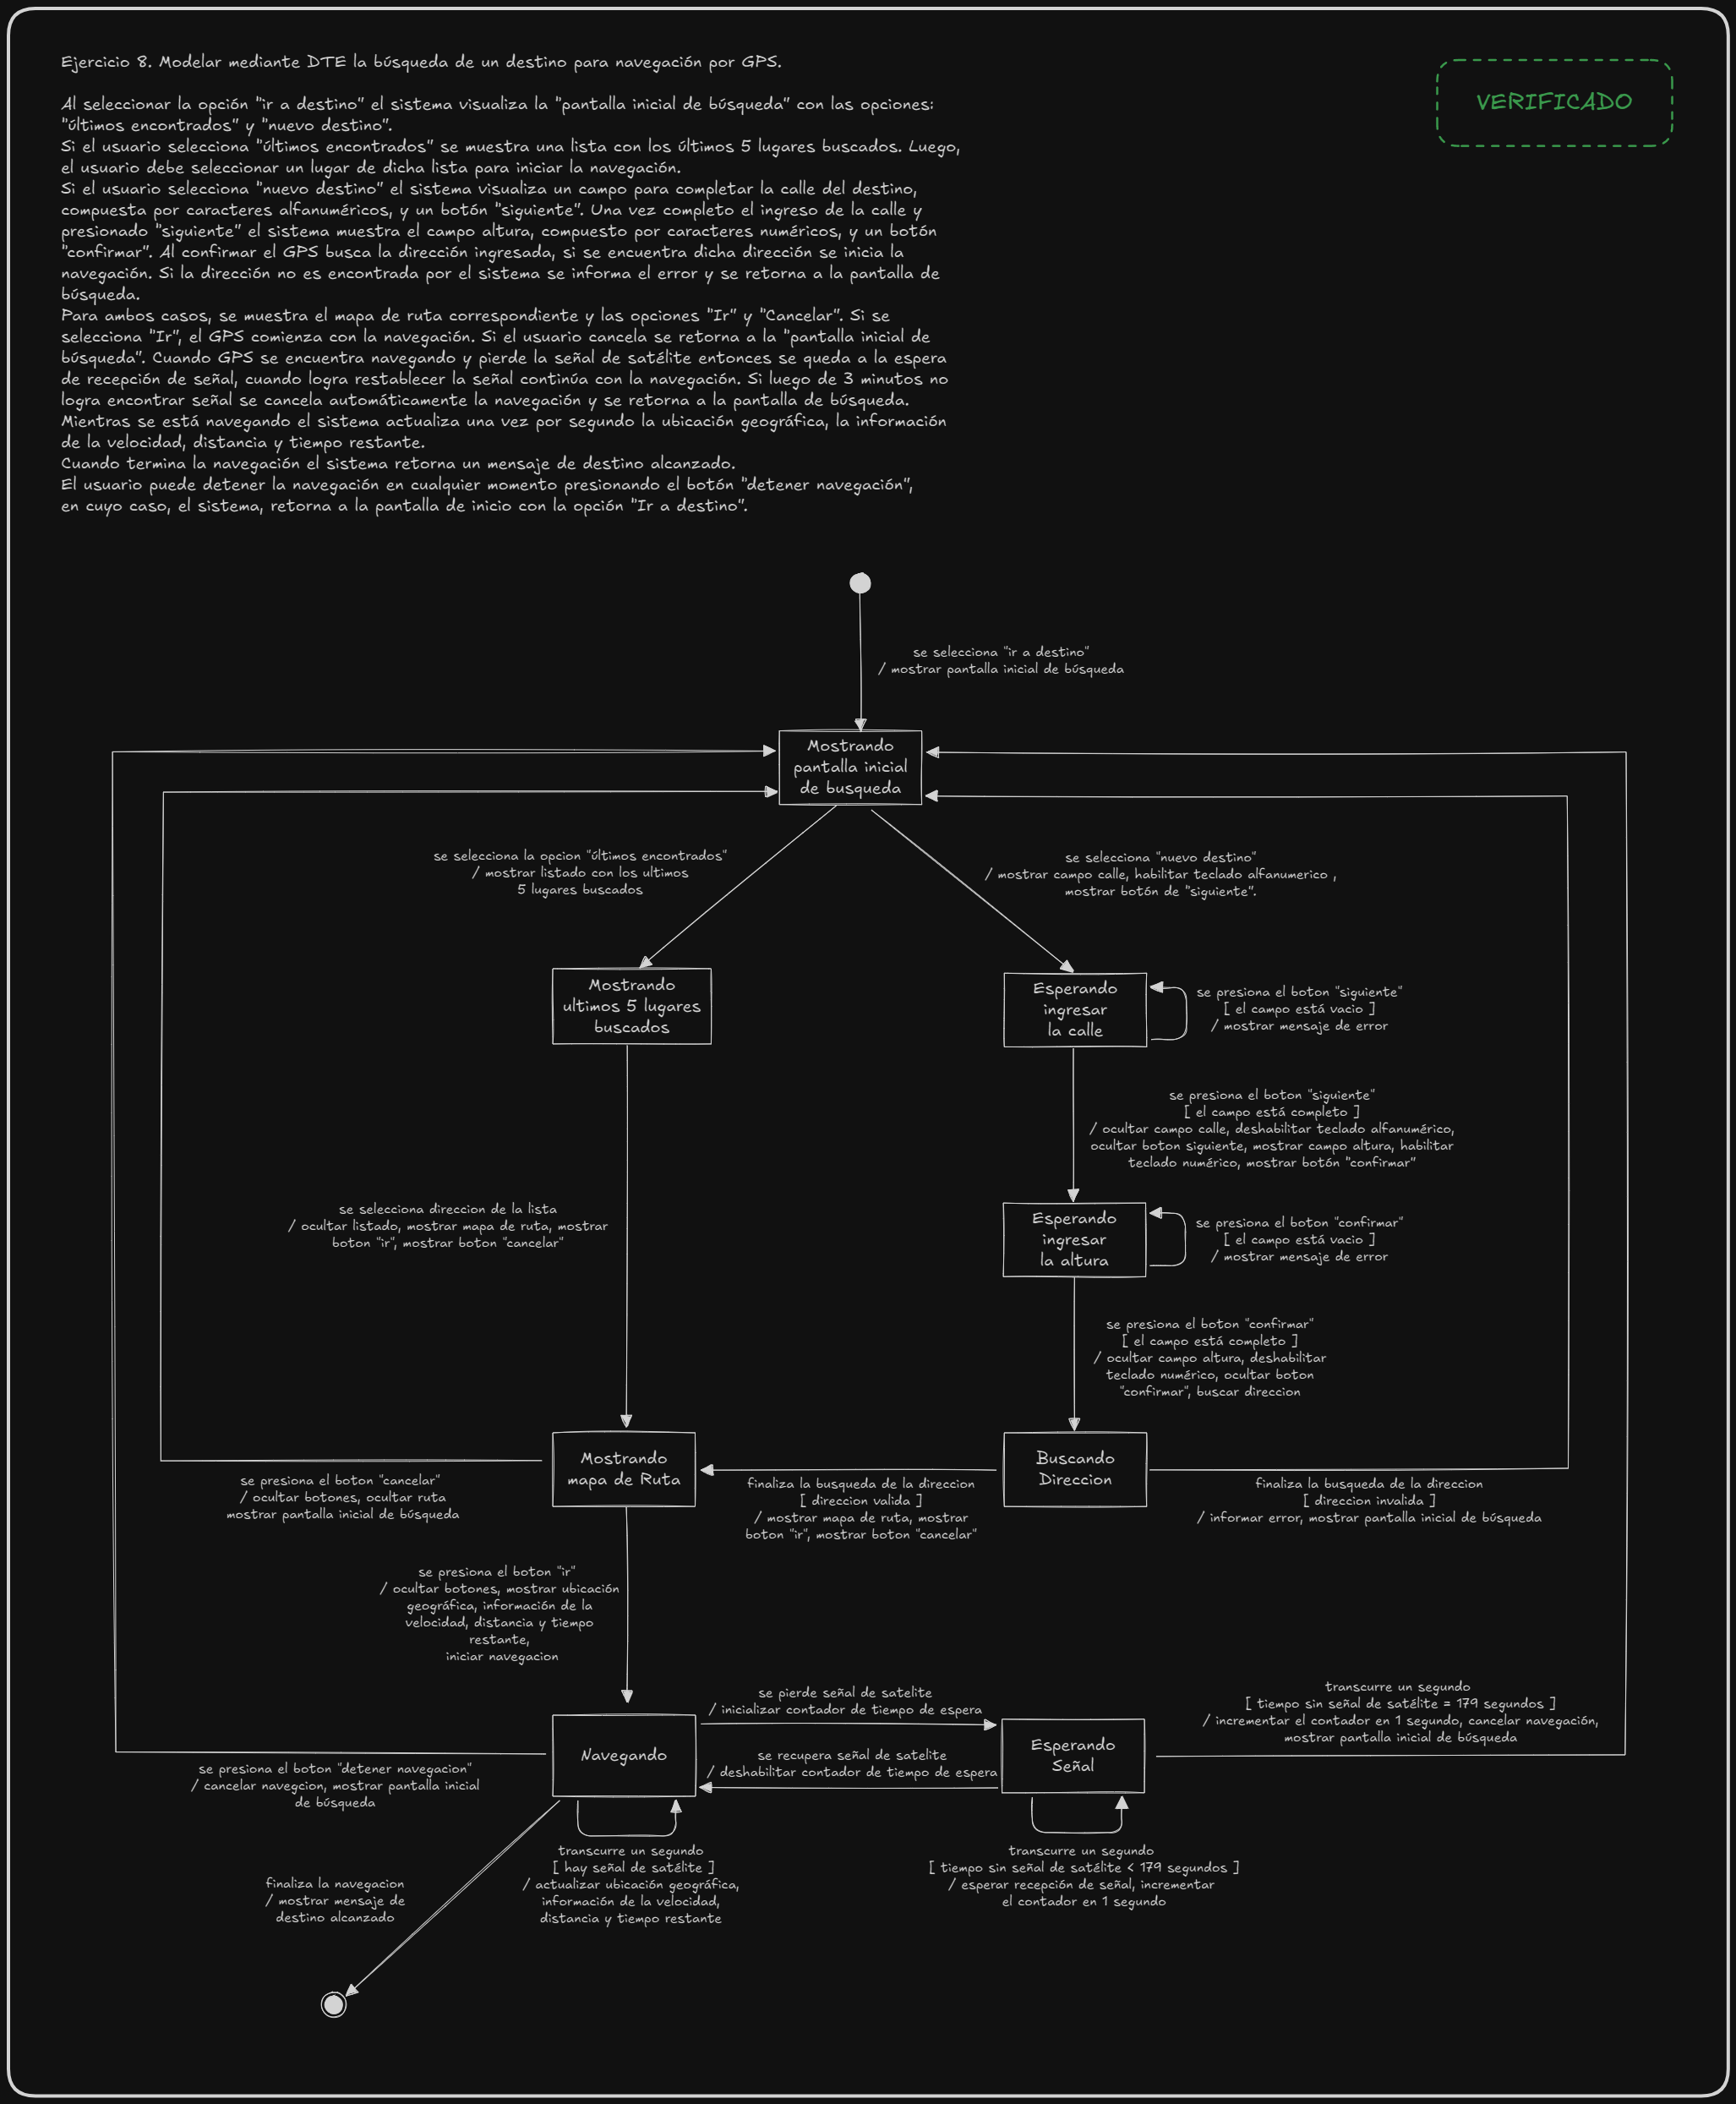 Ejercicio 8. Modelar mediante DTE la búsqueda de un destino para navegación por GPS.
VERIFICADO
Al seleccionar la opción "ir a destino" el sistema visualiza la "pantalla inicial de búsqueda" con las opciones:
"últimos encontrados" y "nuevo destino".
Si el usuario selecciona "últimos encontrados" se muestra una lista con los últimos 5 lugares buscados. Luego,
el usuario debe seleccionar un lugar de dicha lista para iniciar la navegación.
Si el usuario selecciona "nuevo destino" el sistema visualiza un campo para completar la calle del destino,
compuesta por caracteres alfanuméricos, y un botón "siguiente". Una vez completo el ingreso de la calle y
presionado "siguiente" el sistema muestra el campo altura, compuesto por caracteres numéricos, y un botón
"confirmar". Al confirmar el GPS busca la dirección ingresada, si se encuentra dicha dirección se inicia la
navegación. Si la dirección no es encontrada por el sistema se informa el error y se retorna a la pantalla de
búsqueda.
Para ambos casos, se muestra el mapa de ruta correspondiente y las opciones "Ir" y "Cancelar". Si se
selecciona "Ir", el GPS comienza con la navegación. Si el usuario cancela se retorna a la "pantalla inicial de
búsqueda". Cuando GPS se encuentra navegando y pierde la señal de satélite entonces se queda a la espera
de recepción de señal, cuando logra restablecer la señal continúa con la navegación. Si luego de 3 minutos no
logra encontrar señal se cancela automáticamente la navegación y se retorna a la pantalla de búsqueda.
Mientras se está navegando el sistema actualiza una vez por segundo la ubicación geográfica, la información
de la velocidad, distancia y tiempo restante.
Cuando termina la navegación el sistema retorna un mensaje de destino alcanzado.
El usuario puede detener la navegación en cualquier momento presionando el botón "detener navegación",
en cuyo caso, el sistema, retorna a la pantalla de inicio con la opción "Ir a destino".
se selecciona "ir a destino"
/ mostrar pantalla inicial de búsqueda
Mostrando
pantalla inicial
de busqueda
se selecciona la opcion "últimos encontrados"
/ mostrar listado con los ultimos
5 lugares buscados
se selecciona "nuevo destino"
/ mostrar campo calle, habilitar teclado alfanumerico ,
mostrar botón de "siguiente".
Mostrando
ultimos 5 lugares
buscados
Esperando
ingresar
la calle
se presiona el boton "siguiente"
[ el campo está vacio ]
/ mostrar mensaje de error
se presiona el boton "siguiente"
[ el campo está completo ]
/ ocultar campo calle, deshabilitar teclado alfanumérico,
ocultar boton siguiente, mostrar campo altura, habilitar
teclado numérico, mostrar botón "confirmar"
se selecciona direccion de la lista
/ ocultar listado, mostrar mapa de ruta, mostrar
boton "ir", mostrar boton "cancelar"
Esperando
ingresar
la altura
se presiona el boton "confirmar"
[ el campo está vacio ]
/ mostrar mensaje de error
se presiona el boton "confirmar"
[ el campo está completo ]
/ ocultar campo altura, deshabilitar
teclado numérico, ocultar boton
"confirmar", buscar direccion
Mostrando
mapa de Ruta
Buscando
Direccion
se presiona el boton "cancelar"
/ ocultar botones, ocultar ruta
mostrar pantalla inicial de búsqueda
finaliza la busqueda de la direccion
[ direccion valida ]
/ mostrar mapa de ruta, mostrar
boton "ir", mostrar boton "cancelar"
finaliza la busqueda de la direccion
[ direccion invalida ]
/ informar error, mostrar pantalla inicial de búsqueda
se presiona el boton "ir"
/ ocultar botones, mostrar ubicación
geográfica, información de la
velocidad, distancia y tiempo
restante,
iniciar navegacion
se pierde señal de satelite
/ inicializar contador de tiempo de espera
transcurre un segundo
[ tiempo sin señal de satélite = 179 segundos ]
/ incrementar el contador en 1 segundo, cancelar navegación,
mostrar pantalla inicial de búsqueda
Navegando
se recupera señal de satelite
/ deshabilitar contador de tiempo de espera
Esperando
Señal
se presiona el boton "detener navegacion"
/ cancelar navegcion, mostrar pantalla inicial
de búsqueda
transcurre un segundo
[ hay señal de satélite ]
/ actualizar ubicación geográfica,
información de la velocidad,
distancia y tiempo restante
transcurre un segundo
[ tiempo sin señal de satélite < 179 segundos ]
/ esperar recepción de señal, incrementar
el contador en 1 segundo
finaliza la navegacion
/ mostrar mensaje de
destino alcanzado